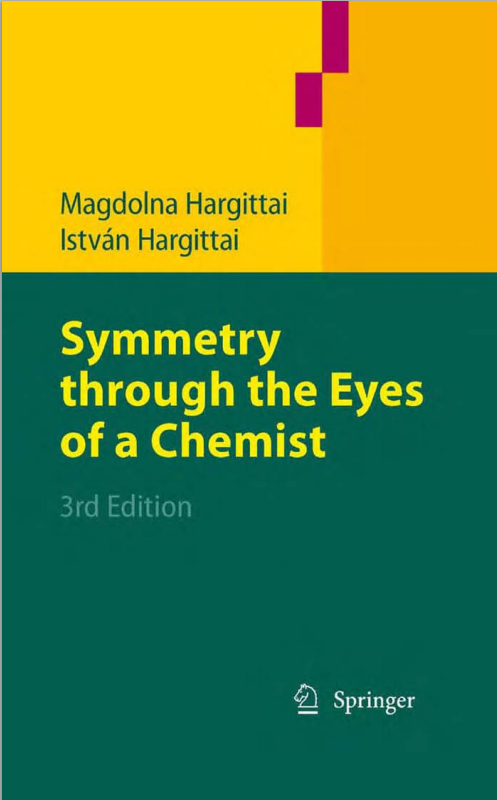 Magdolna Hargittai
István Hargittai
Symmetry
through the Eyes
of a Chemist
3rd Edition
Springer